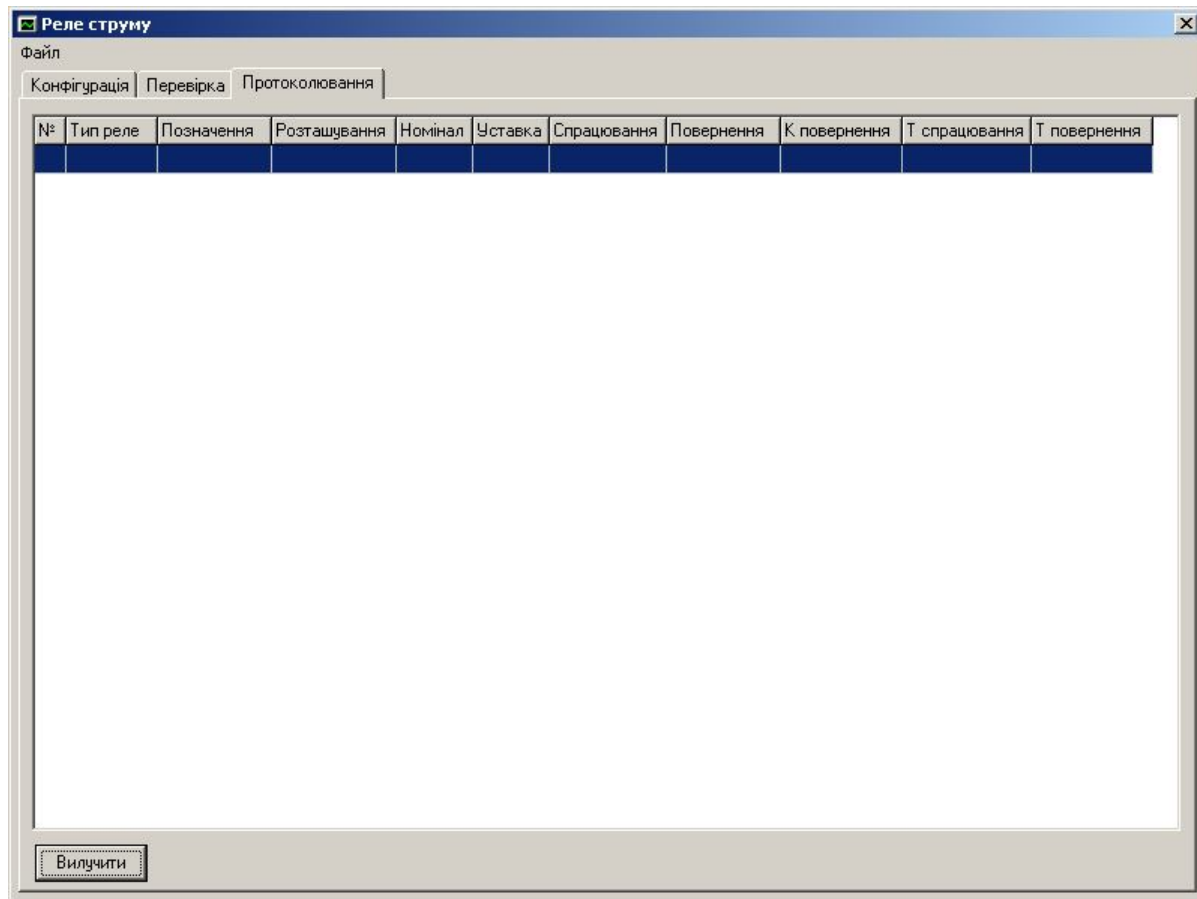 Реле струму
Файл
Конфігурація Перевірка Протоколювання
№ Тип реле Позначення Розташування Номінал Уставка Спрацювання Повернення К повернення Т спрацювання Т повернення
Вилучити